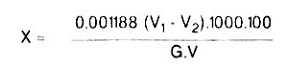 X = 0.001188 (V₁ - V₂).1000.100
G.V